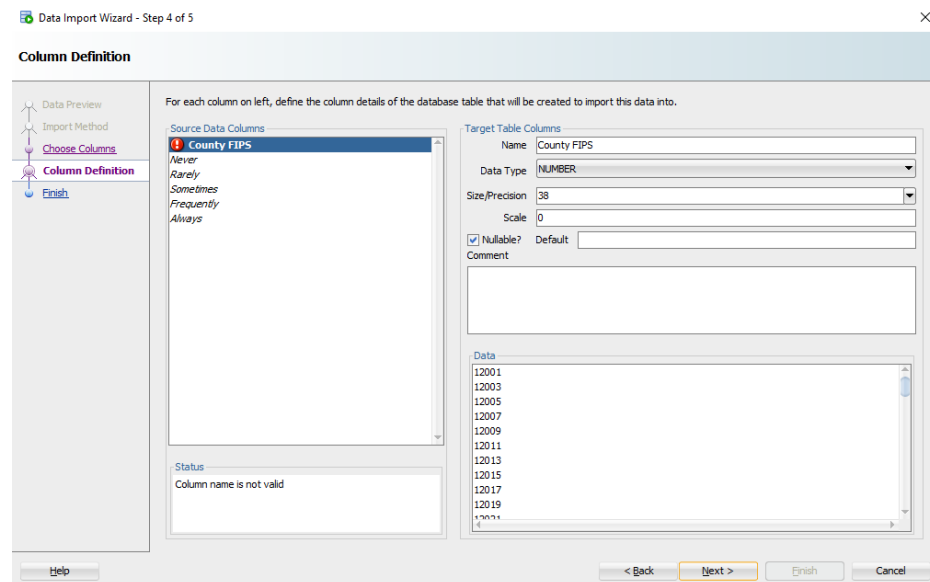 Data Import Wizard - Step 4 of 5
Column Definition
Data Preview
Import Method
Choose Columns
Column Definition
Finish
For each column on left, define the column details of the database table that will be created to import this data into.
Source Data Columns
County FIPS
Never
Rarely
Sometimes
Frequently
Always
Status
Column name is not valid
Target Table Columns
Name County FIPS
Data Type NUMBER
Size/Precision 38
Scale 0
Nullable? Default
Comment
Data
12001
12003
12005
12007
12009
12011
12013
12015
12017
12019
12021
Help < Back Next > Finish Cancel